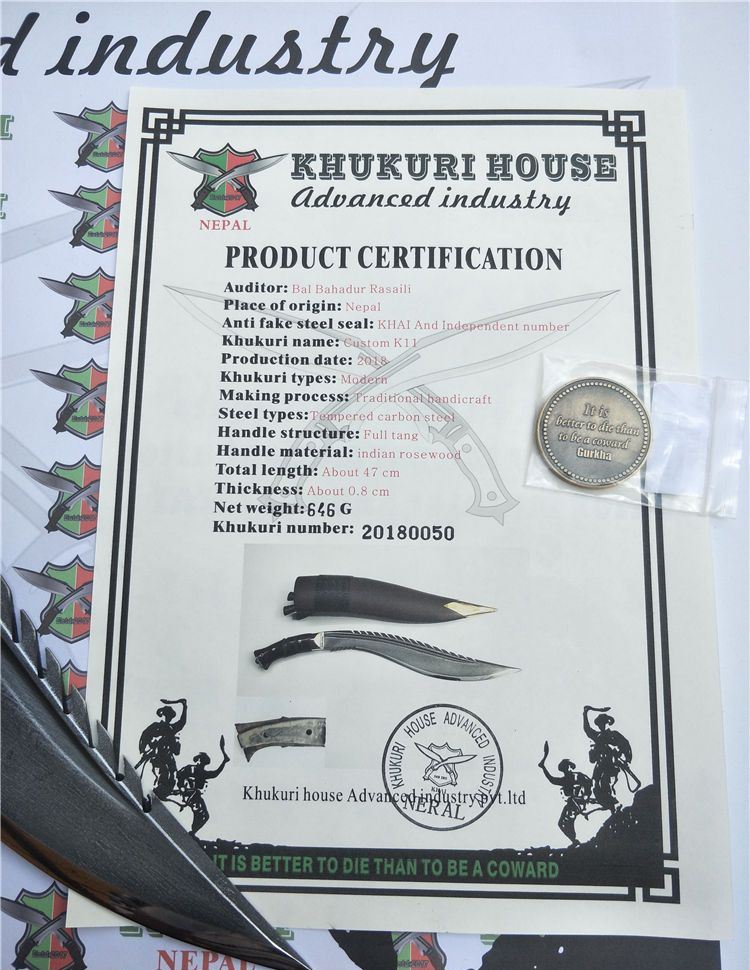 d industry
KHUKURI HOUSE
Advanced industry
NEPAL
PRODUCT CERTIFICATION
Auditor: Bal Bahadur Rasaili
Place of origin: Nepal
Anti fake steel seal: KHAI And Independent number
Khukuri name: Custom K11
Production date: 2018
Khukuri types: Modern
Making process: Traditional handicraft
Steel types: Tempered carbon steel
Handle structure: Full tang
Handle material: indian rosewood
Total length: About 47 cm
Thickness: About 0.8 cm
Net weight: 646 G
Khukuri number: 20180050
It is
better to die than
to be a coward
Gurkha
KHUKURI HOUSE ADVANCED INDUSTRY
KHAI
NERAL
Khukuri house Advanced industry pvt.ltd
IT IS BETTER TO DIE THAN TO BE A COWARD
NEPAL